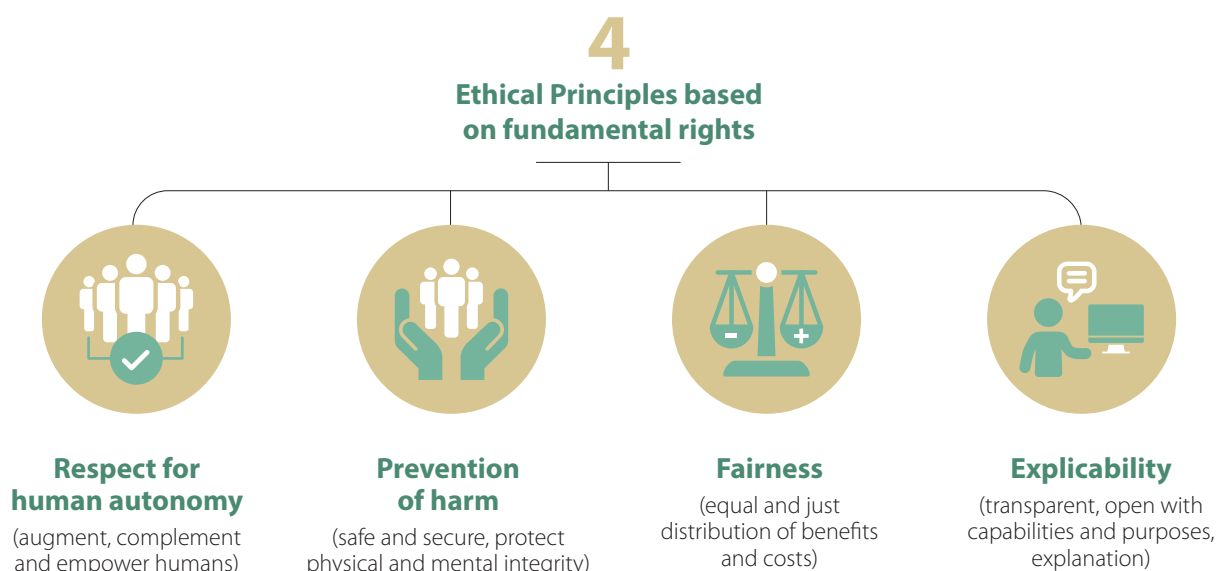 4
Ethical Principles based
on fundamental rights
Respect for
human autonomy
(augment, complement
and empower humans)
Prevention
of harm
(safe and secure, protect
physical and mental integrity)
Fairness
(equal and just
distribution of benefits
and costs)
Explicability
(transparent, open with
capabilities and purposes,
explanation)